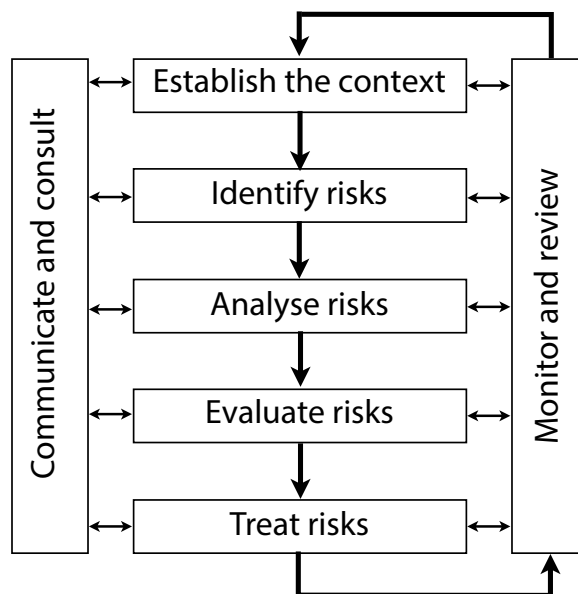 Establish the context
Communicate and consult
Identify risks
Analyse risks
Evaluate risks
Treat risks
Monitor and review